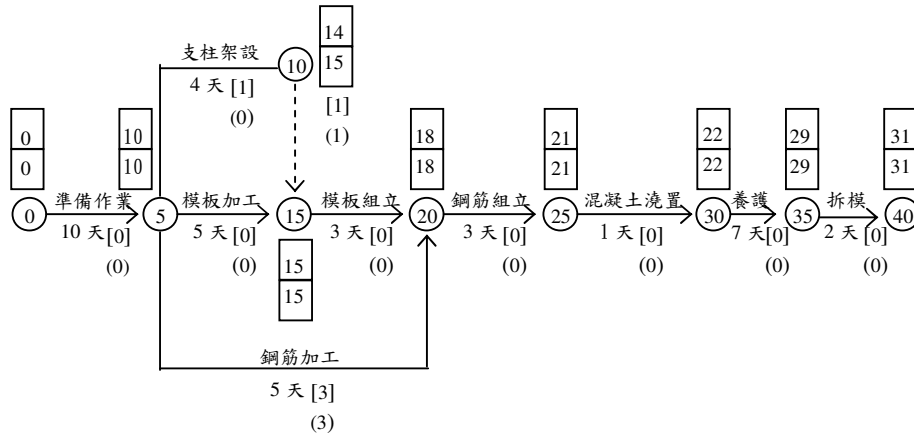 支柱架設
4 天 [1]
(0)
10
14
15
[1]
(1)
0
0
10
10
18
18
21
21
22
22
29
29
31
31
0
準備作業
10 天 [0]
(0)
5
模板加工
5 天 [0]
(0)
15
模板組立
3 天 [0]
(0)
20
鋼筋組立
3 天 [0]
(0)
25
混凝土澆置
1 天 [0]
(0)
30
養護
7 天 [0]
(0)
35
拆模
2 天 [0]
(0)
40
15
15
鋼筋加工
5 天 [3]
(3)